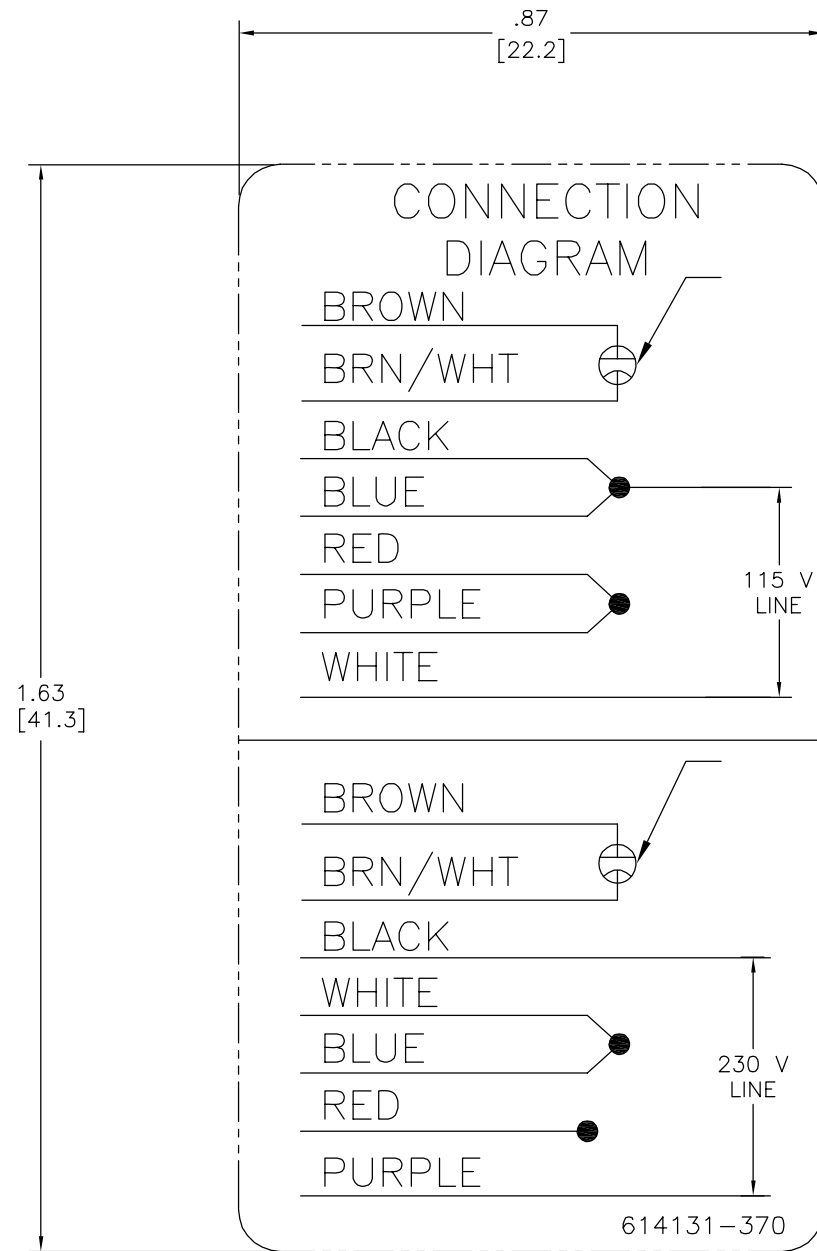 .87
[22.2]
CONNECTION
DIAGRAM
BROWN
BRN/WHT
BLACK
BLUE
RED
PURPLE
WHITE
115 V
LINE
1.63
[41.3]
BROWN
BRN/WHT
BLACK
WHITE
BLUE
RED
PURPLE
230 V
LINE
614131-370